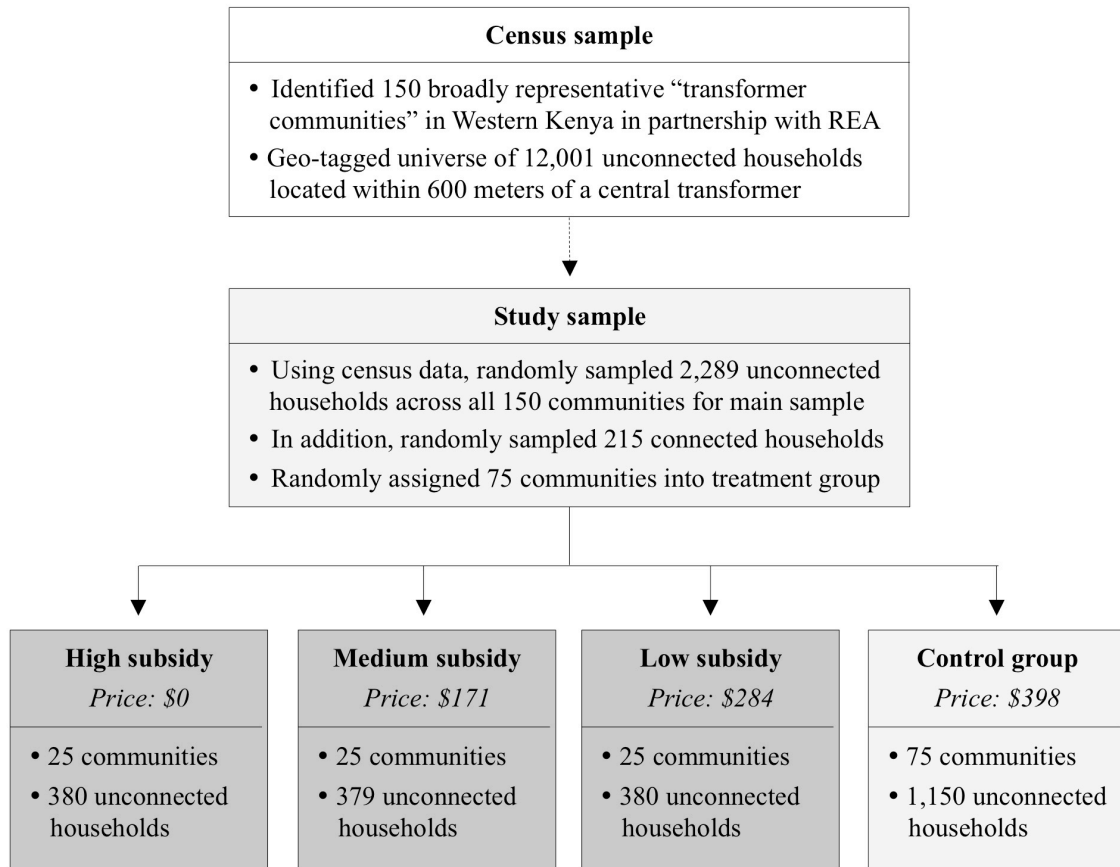 Census sample
• Identified 150 broadly representative “transformer
communities” in Western Kenya in partnership with REA
• Geo-tagged universe of 12,001 unconnected households
located within 600 meters of a central transformer
Study sample
• Using census data, randomly sampled 2,289 unconnected
households across all 150 communities for main sample
• In addition, randomly sampled 215 connected households
• Randomly assigned 75 communities into treatment group
High subsidy
Price: $0
• 25 communities
• 380 unconnected
households
Medium subsidy
Price: $171
• 25 communities
• 379 unconnected
households
Low subsidy
Price: $284
• 25 communities
• 380 unconnected
households
Control group
Price: $398
• 75 communities
• 1,150 unconnected
households